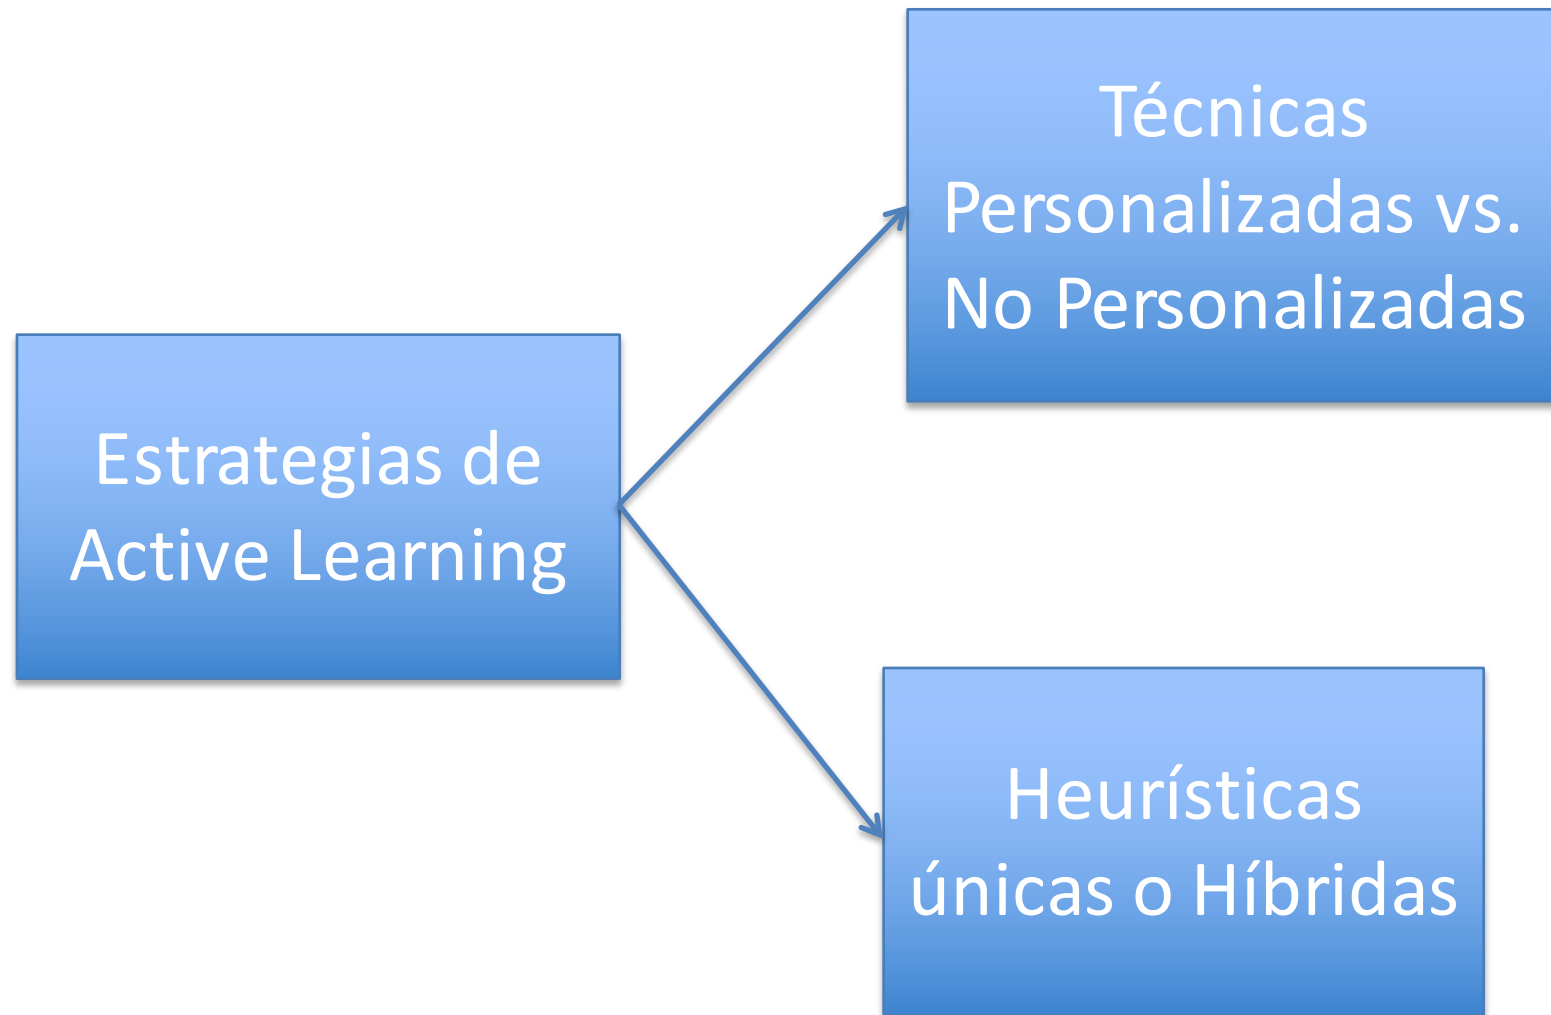 Técnicas
Personalizadas vs.
No Personalizadas
Estrategias de
Active Learning
Heurísticas
únicas o Híbridas